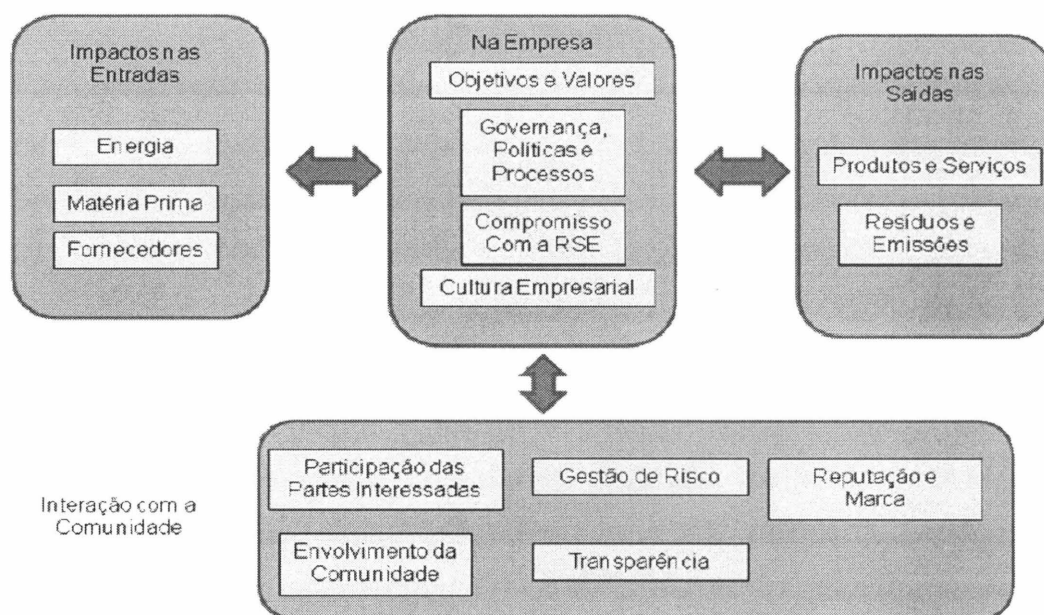 Impactos nas
Entradas
Energia
Matéria Prima
Fornecedores
Na Empresa
Objetivos e Valores
Governança,
Políticas e
Processos
Compromisso
Com a RSE
Cultura Empresarial
Impactos nas
Saídas
Produtos e Serviços
Resíduos e
Emissões
Interação com a
Comunidade
Participação das
Partes Interessadas
Gestão de Risco
Reputação e
Marca
Envolvimento da
Comunidade
Transparência